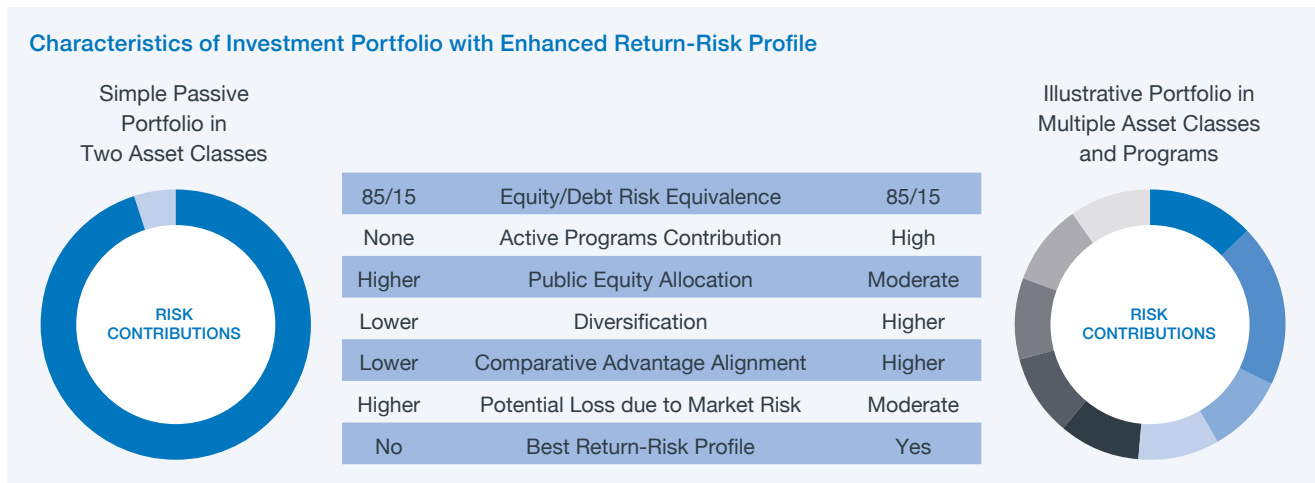 Characteristics of Investment Portfolio with Enhanced Return-Risk Profile
Simple Passive
Portfolio in
Two Asset Classes
RISK
CONTRIBUTIONS
85/15 Equity/Debt Risk Equivalence 85/15
None Active Programs Contribution High
Higher Public Equity Allocation Moderate
Lower Diversification Higher
Lower Comparative Advantage Alignment Higher
Higher Potential Loss due to Market Risk Moderate
No Best Return-Risk Profile Yes
Illustrative Portfolio in
Multiple Asset Classes
and Programs
RISK
CONTRIBUTIONS